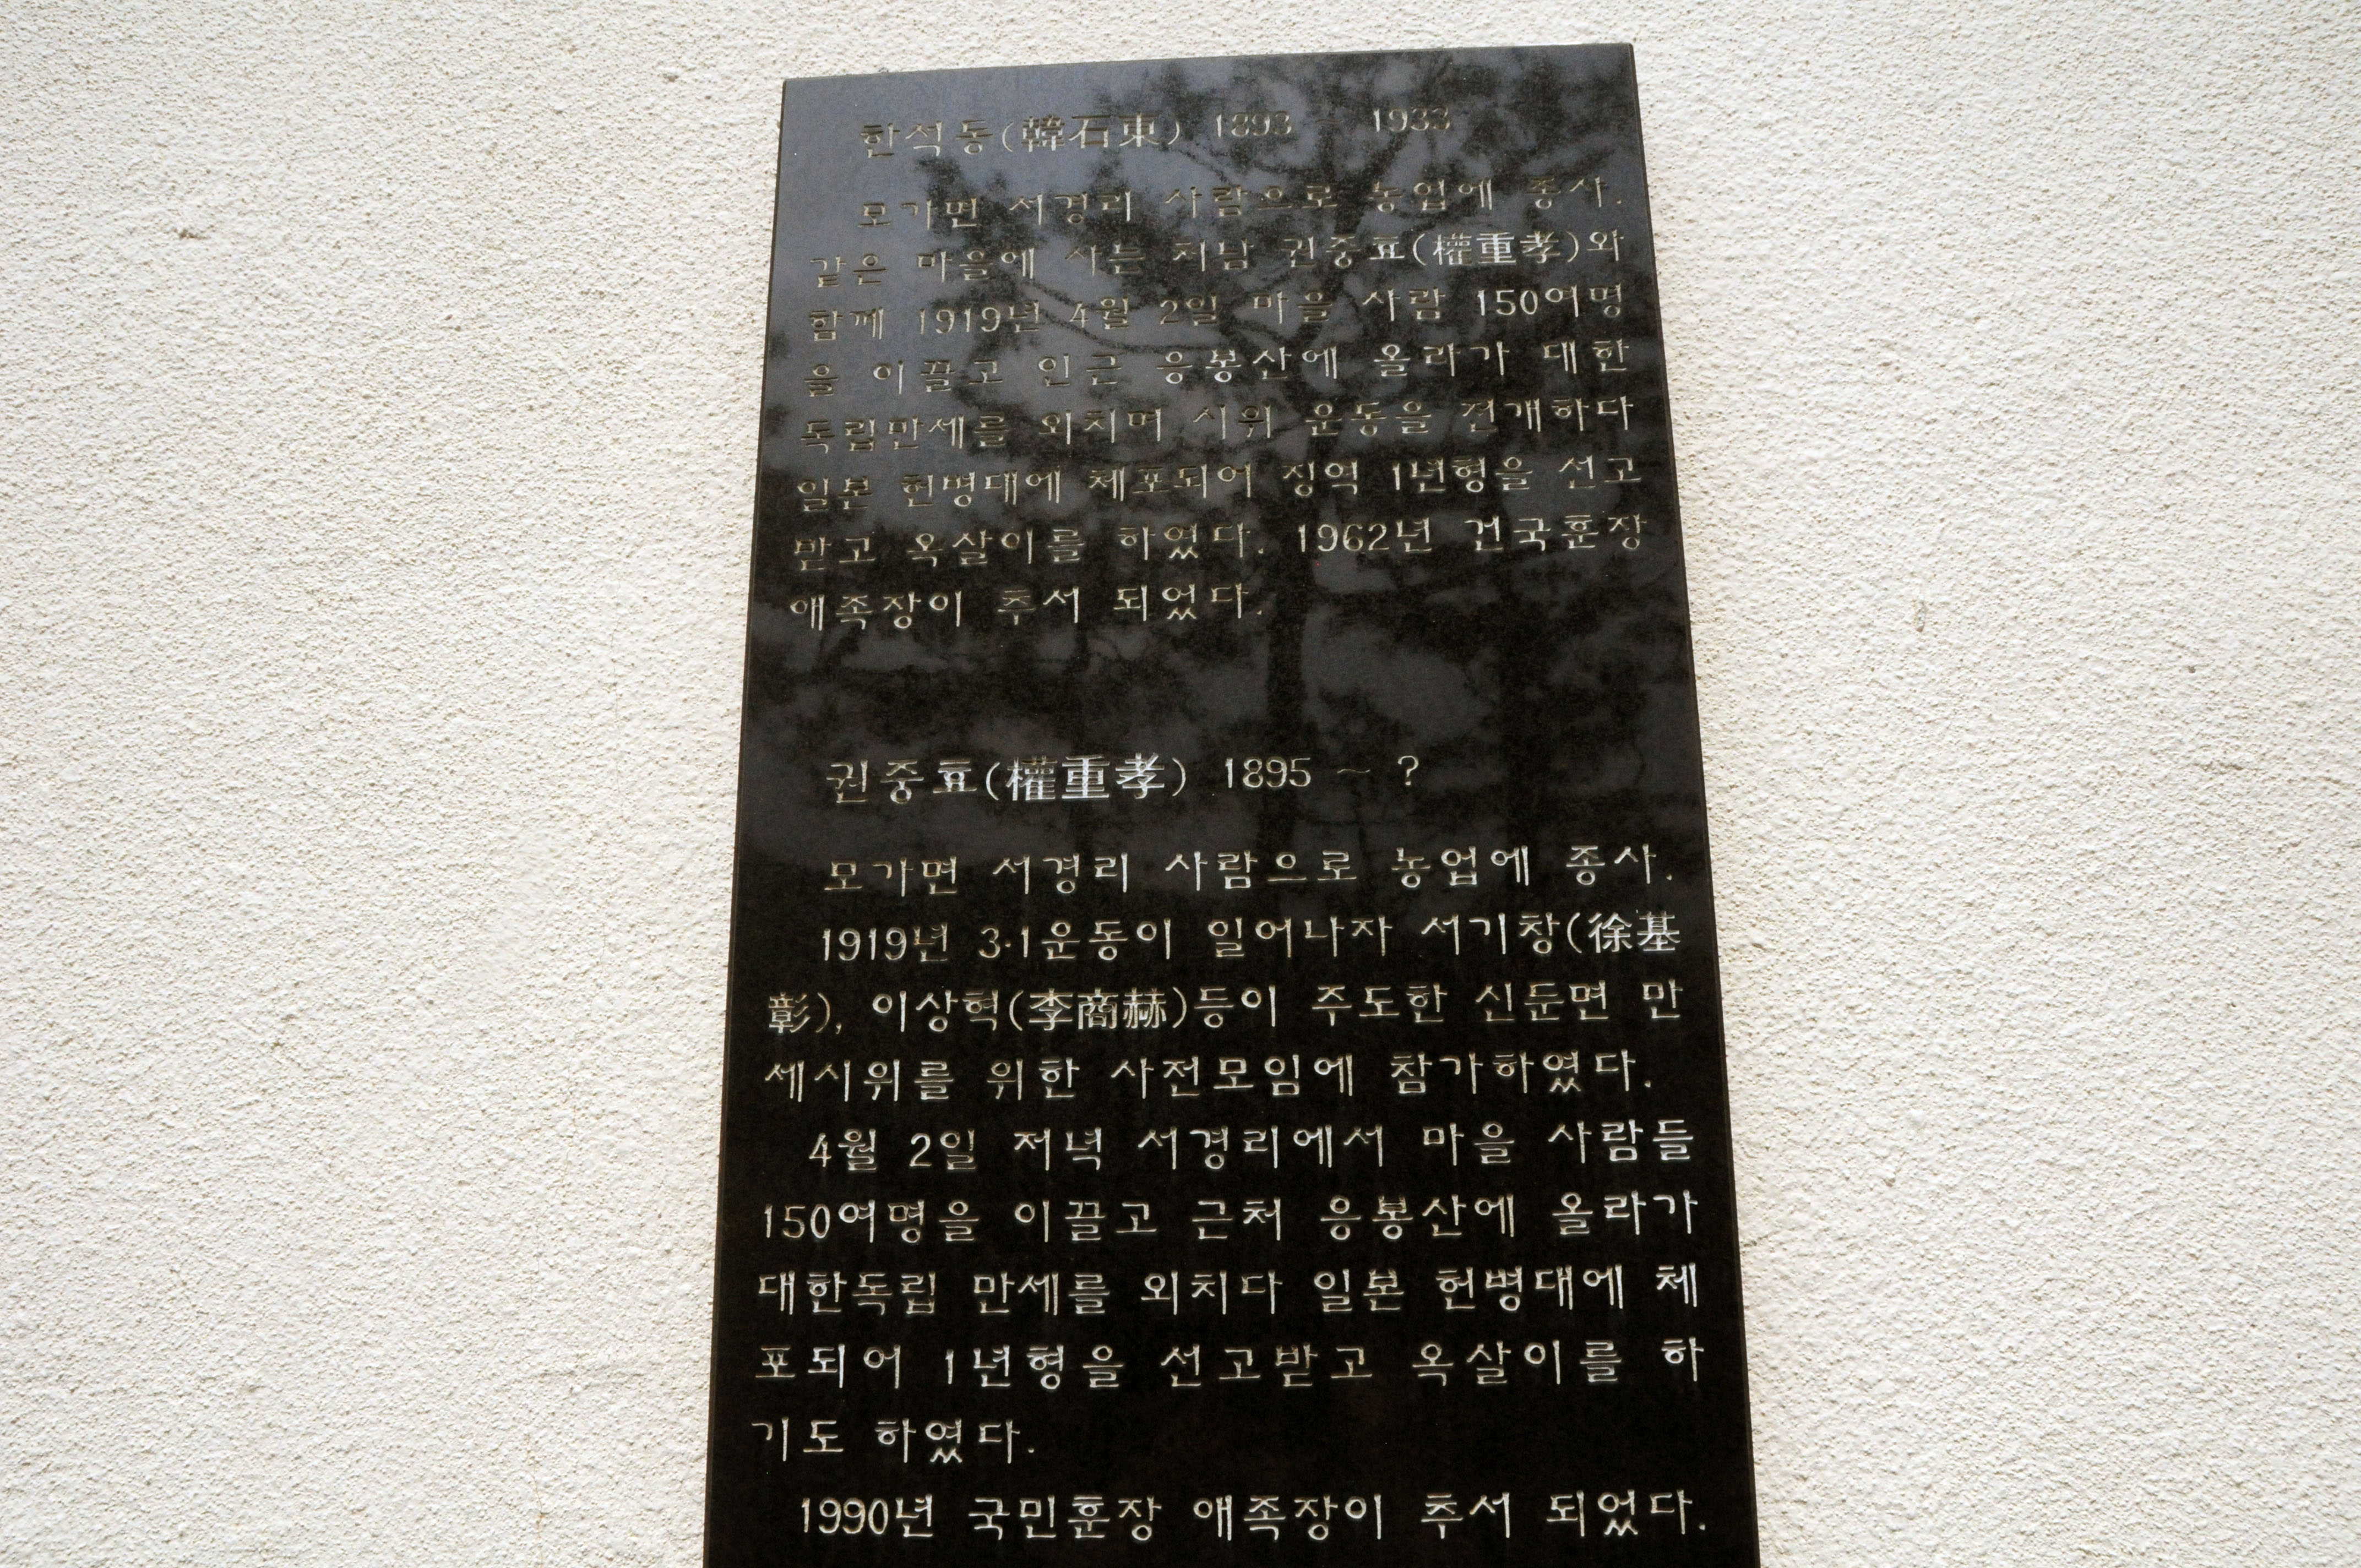 한석동(韓石東) 1893 ~ 1933
모가면 서경리 사람으로 농업에 종사.
같은 마을에 사는 처남 권중효(權重孝)와
함께 1919년 4월 2일 마을 사람 150여명
을 이끌고 인근 응봉산에 올라가 대한
독립만세를 외치며 시위 운동을 전개하다
일본 헌병대에 체포되어 징역 1년형을 선고
받고 옥살이를 하였다. 1962년 건국훈장
애족장이 추서 되었다.
권중효(權重孝) 1895 ~ ?
모가면 서경리 사람으로 농업에 종사.
1919년 3·1운동이 일어나자 서기창(徐基
彰), 이상혁(李商赫)등이 주도한 신둔면 만
세시위를 위한 사전모임에 참가하였다.
4월 2일 저녁 서경리에서 마을 사람들
150여명을 이끌고 근처 응봉산에 올라가
대한독립 만세를 외치다 일본 헌병대에 체
포되어 1년형을 선고받고 옥살이를 하
기도 하였다.
1990년 국민훈장 애족장이 추서 되었다.